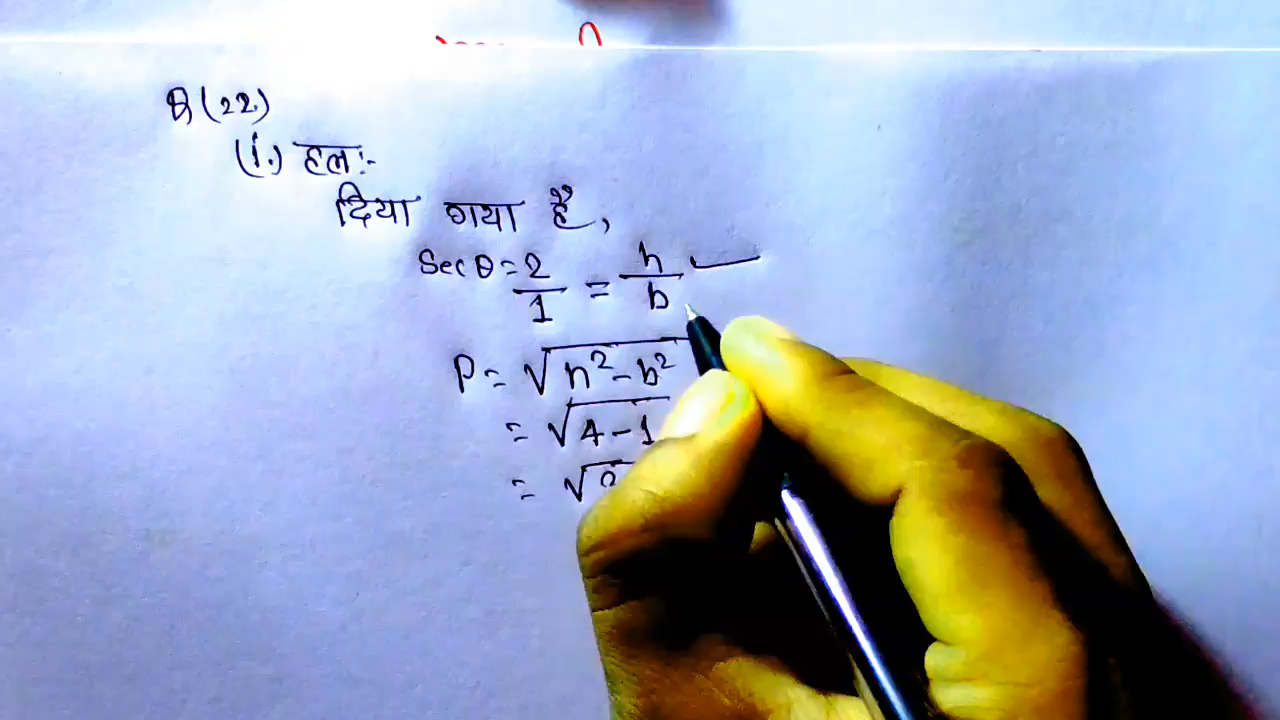 Q(22)
(i.) हल:-
दिया गया है,
Sec θ = 2/1 = h/b
P = √h²-b²
= √4-1
= √